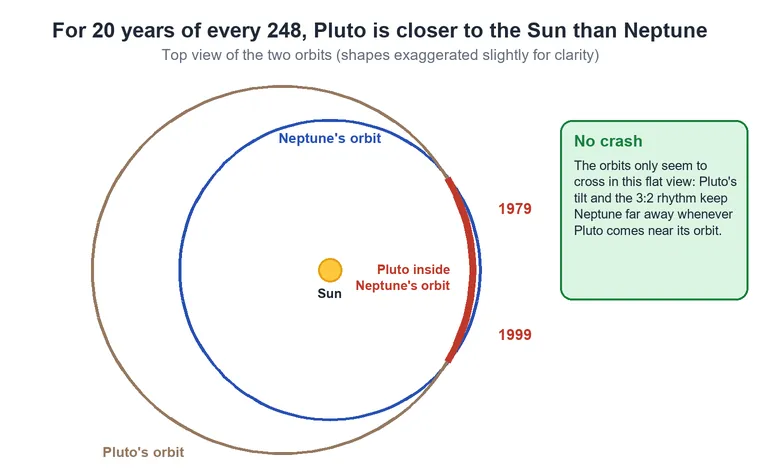 For 20 years of every 248, Pluto is closer to the Sun than Neptune
Top view of the two orbits (shapes exaggerated slightly for clarity)
Neptune's orbit
No crash
The orbits only seem to
cross in this flat view: Pluto's
tilt and the 3:2 rhythm keep
Neptune far away whenever
Pluto comes near its orbit.
1979
Pluto inside
Neptune's orbit
Sun
1999
Pluto's orbit